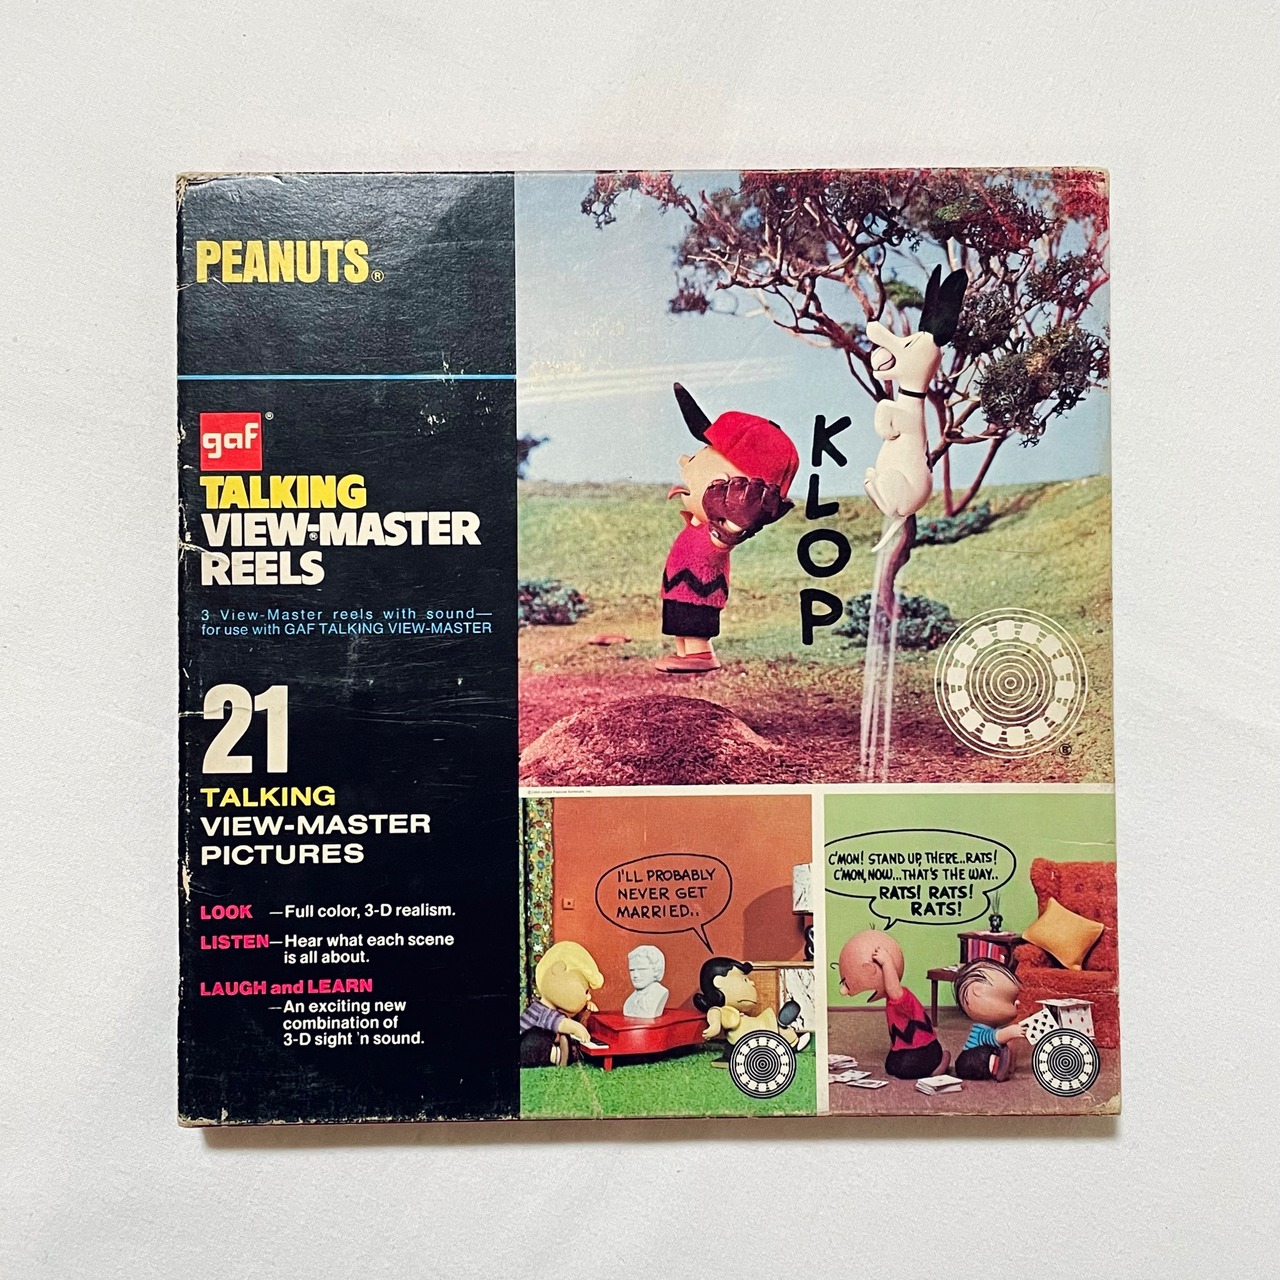 PEANUTS®
gaf®
TALKING
VIEW-MASTER®
REELS
3 View-Master reels with sound—
for use with GAF TALKING VIEW-MASTER
21
TALKING
VIEW-MASTER
PICTURES
LOOK —Full color, 3-D realism.
LISTEN—Hear what each scene
is all about.
LAUGH and LEARN
—An exciting new
combination of
3-D sight 'n sound.
KLOP
I'LL PROBABLY
NEVER GET
MARRIED..
C'MON! STAND UP, THERE..RATS!
C'MON, NOW...THAT'S THE WAY..
RATS! RATS!
RATS!